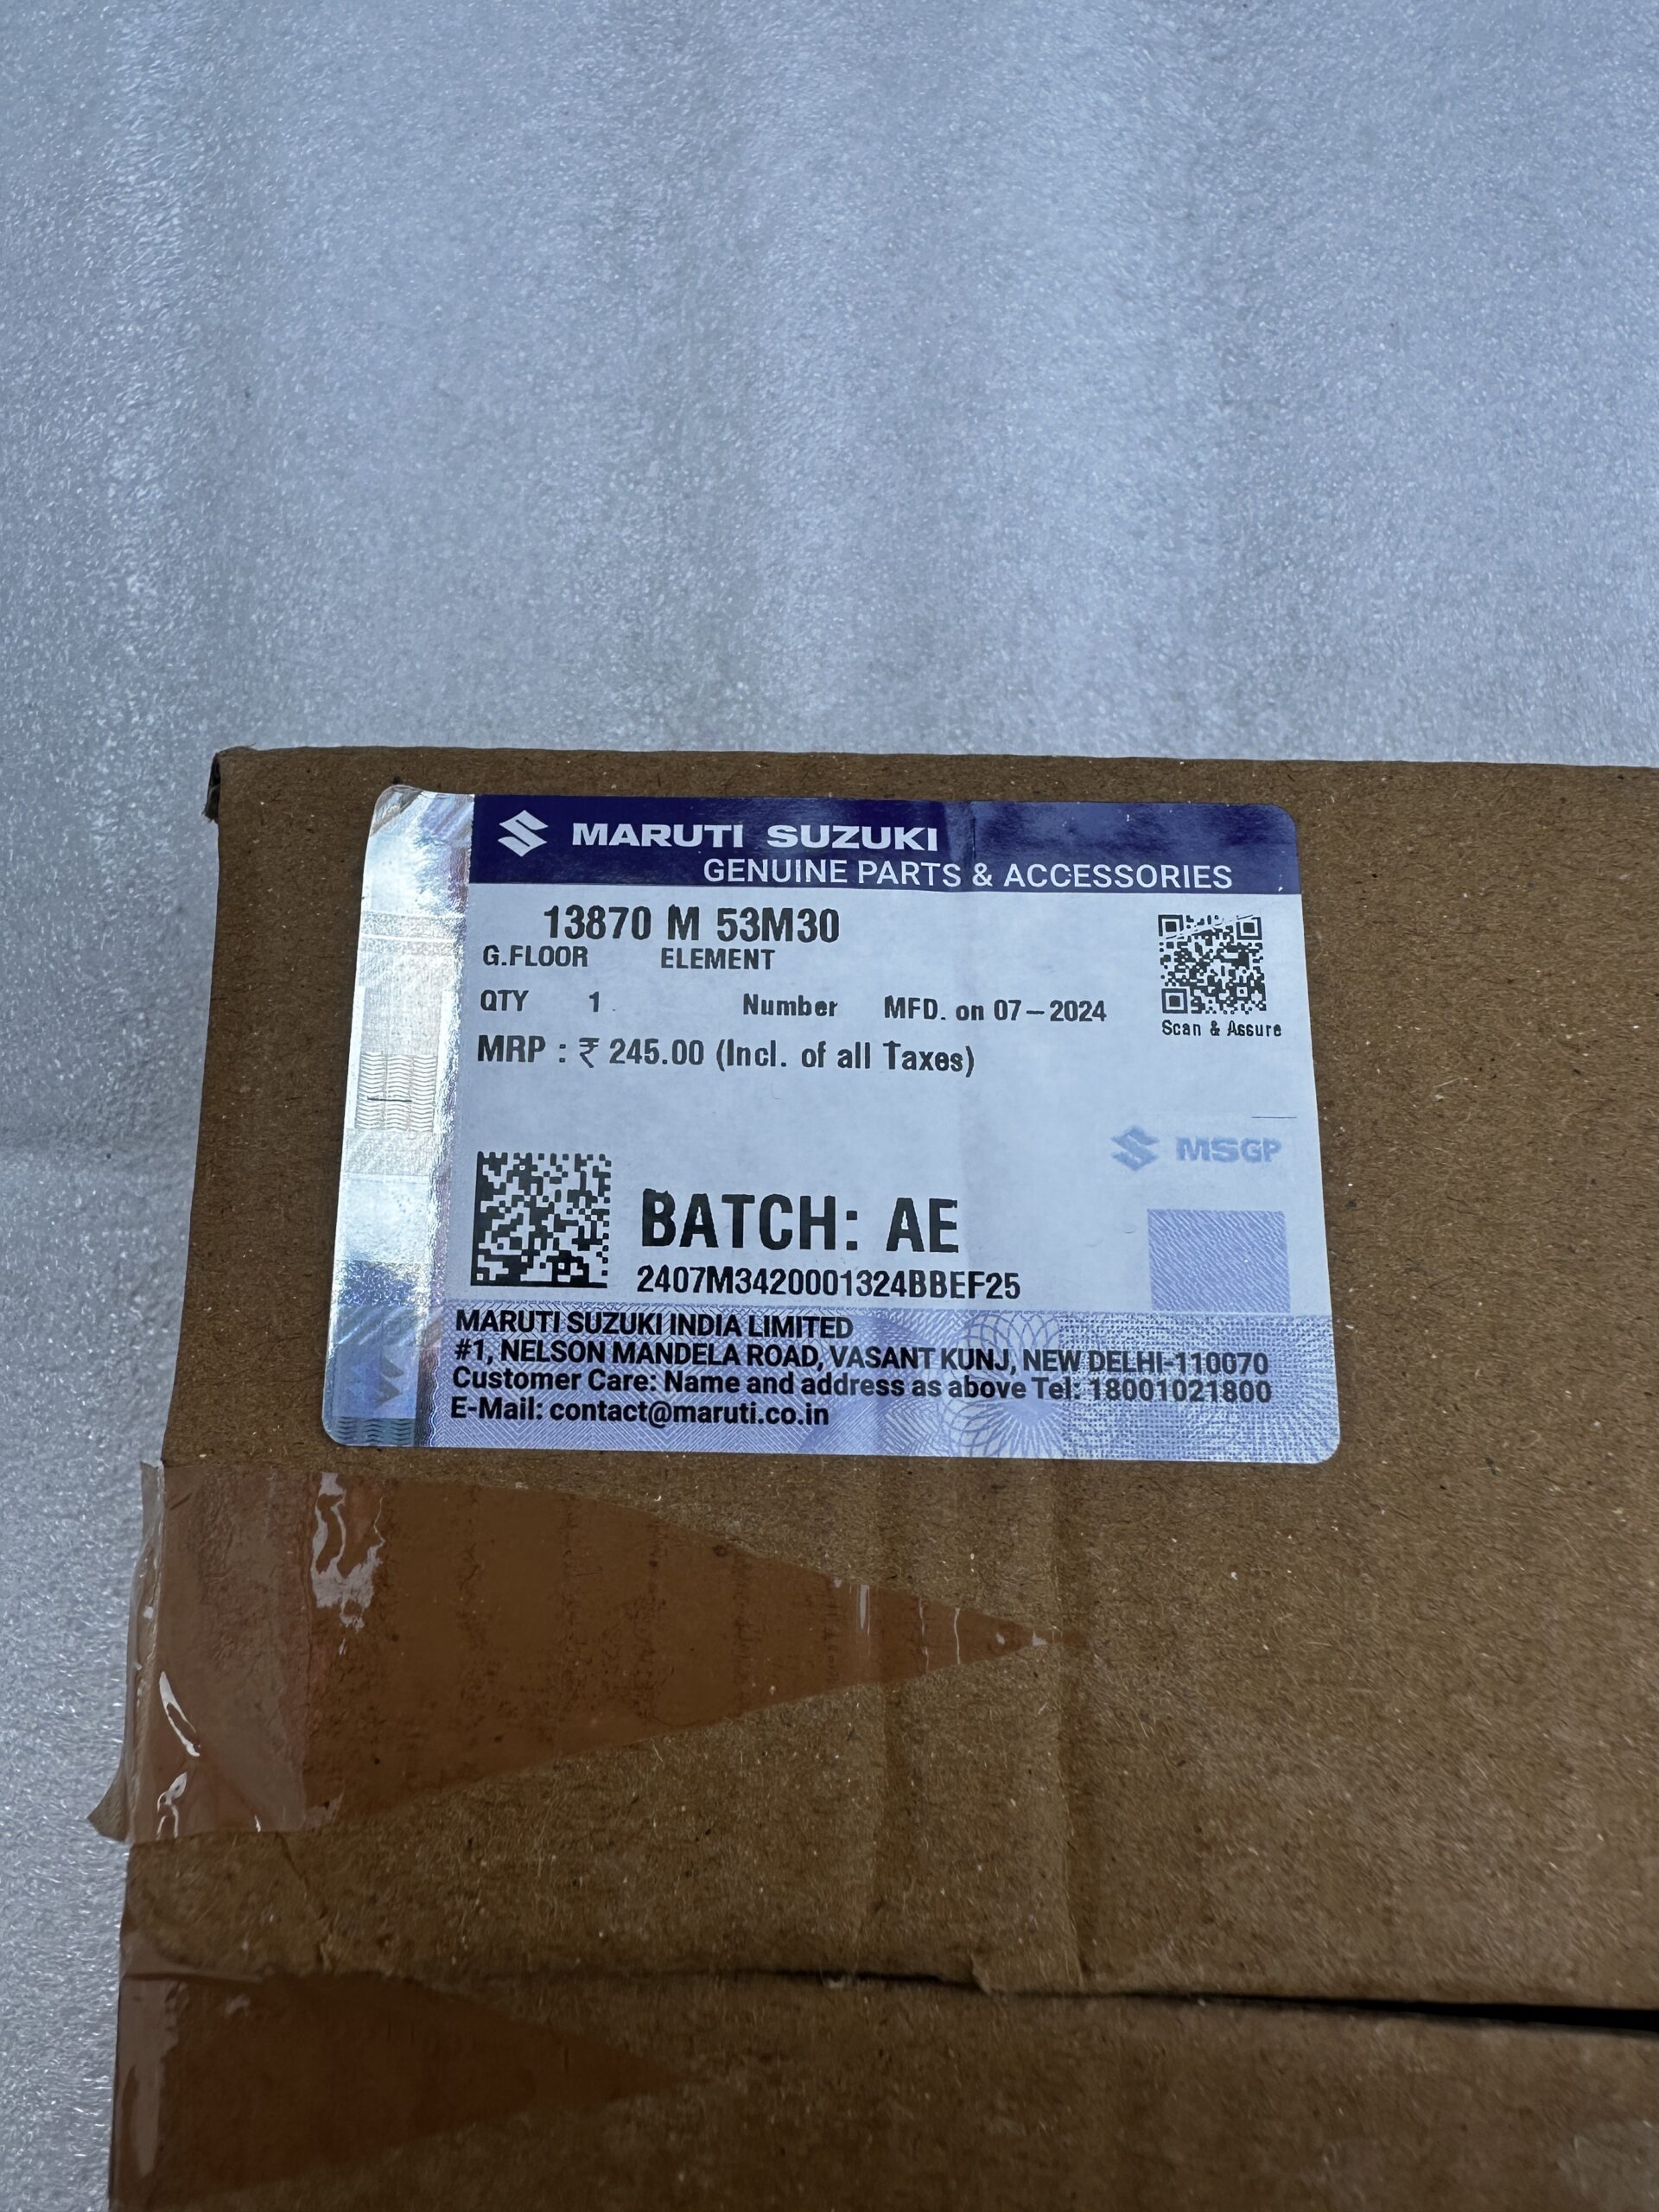 MARUTI SUZUKI
GENUINE PARTS & ACCESSORIES
13870 M 53M30
G.FLOOR ELEMENT
QTY 1 Number MFD. on 07-2024
MRP : ₹ 245.00 (Incl. of all Taxes)
Scan & Assure
MSGP
BATCH: AE
2407M3420001324BBEF25
MARUTI SUZUKI INDIA LIMITED
#1, NELSON MANDELA ROAD, VASANT KUNJ, NEW DELHI-110070
Customer Care: Name and address as above Tel: 18001021800
E-Mail: contact@maruti.co.in